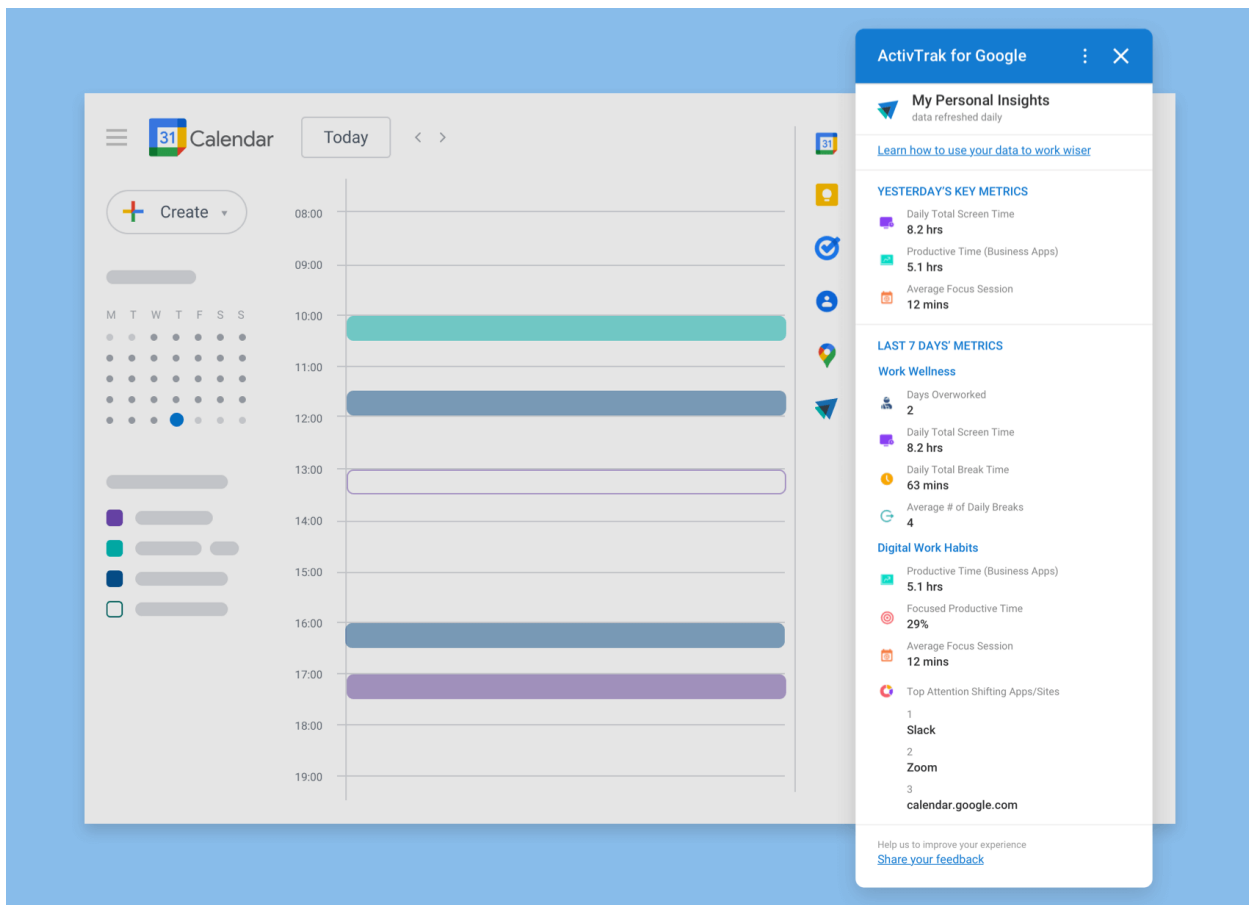 31
Calendar
Today
Create
M T W T F S S
08:00
09:00
10:00
11:00
12:00
13:00
14:00
15:00
16:00
17:00
18:00
19:00
31
ActivTrak for Google
My Personal Insights
data refreshed daily
Learn how to use your data to work wiser
YESTERDAY'S KEY METRICS
Daily Total Screen Time
8.2 hrs
Productive Time (Business Apps)
5.1 hrs
Average Focus Session
12 mins
LAST 7 DAYS' METRICS
Work Wellness
Days Overworked
2
Daily Total Screen Time
8.2 hrs
Daily Total Break Time
63 mins
Average # of Daily Breaks
4
Digital Work Habits
Productive Time (Business Apps)
5.1 hrs
Focused Productive Time
29%
Average Focus Session
12 mins
Top Attention Shifting Apps/Sites
1
Slack
2
Zoom
3
calendar.google.com
Help us to improve your experience
Share your feedback